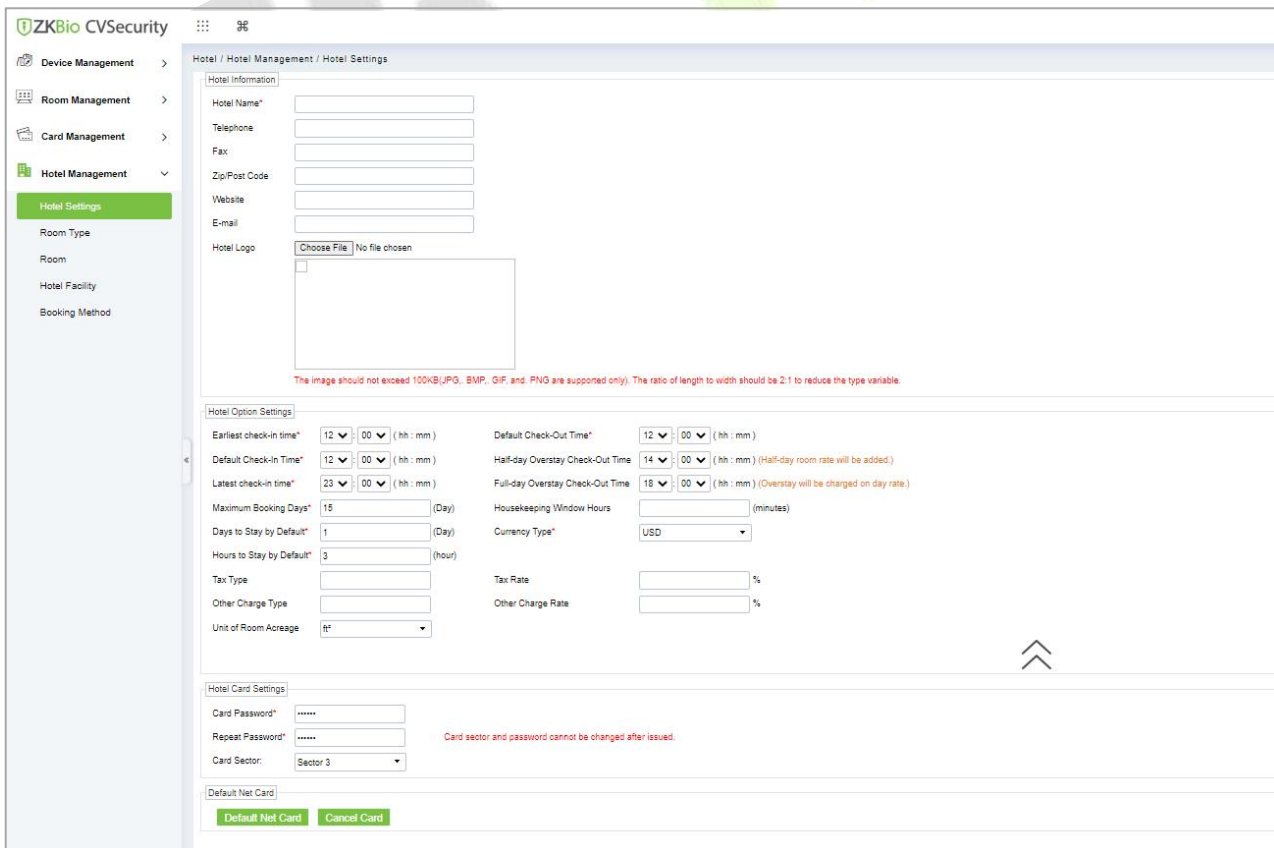 ZKBio CVSecurity
Device Management
Room Management
Card Management
Hotel Management
Hotel Settings
Room Type
Room
Hotel Facility
Booking Method
Hotel / Hotel Management / Hotel Settings
Hotel Information
Hotel Name*
Telephone
Fax
Zip/Post Code
Website
E-mail
Hotel Logo Choose File No file chosen
The image should not exceed 100KB(JPG,. BMP,. GIF, and. PNG are supported only). The ratio of length to width should be 2:1 to reduce the type variable.
Hotel Option Settings
Earliest check-in time* 12 : 00 ( hh : mm ) Default Check-Out Time* 12 : 00 ( hh : mm )
Default Check-In Time* 12 : 00 ( hh : mm ) Half-day Overstay Check-Out Time 14 : 00 ( hh : mm ) (Half-day room rate will be added.)
Latest check-in time* 23 : 00 ( hh : mm ) Full-day Overstay Check-Out Time 18 : 00 ( hh : mm ) (Overstay will be charged on day rate.)
Maximum Booking Days* 15 (Day) Housekeeping Window Hours (minutes)
Days to Stay by Default* 1 (Day) Currency Type* USD
Hours to Stay by Default* 3 (hour)
Tax Type Tax Rate %
Other Charge Type Other Charge Rate %
Unit of Room Acreage ft²
Hotel Card Settings
Card Password* ······
Repeat Password* ······ Card sector and password cannot be changed after issued.
Card Sector: Sector 3
Default Net Card
Default Net Card Cancel Card